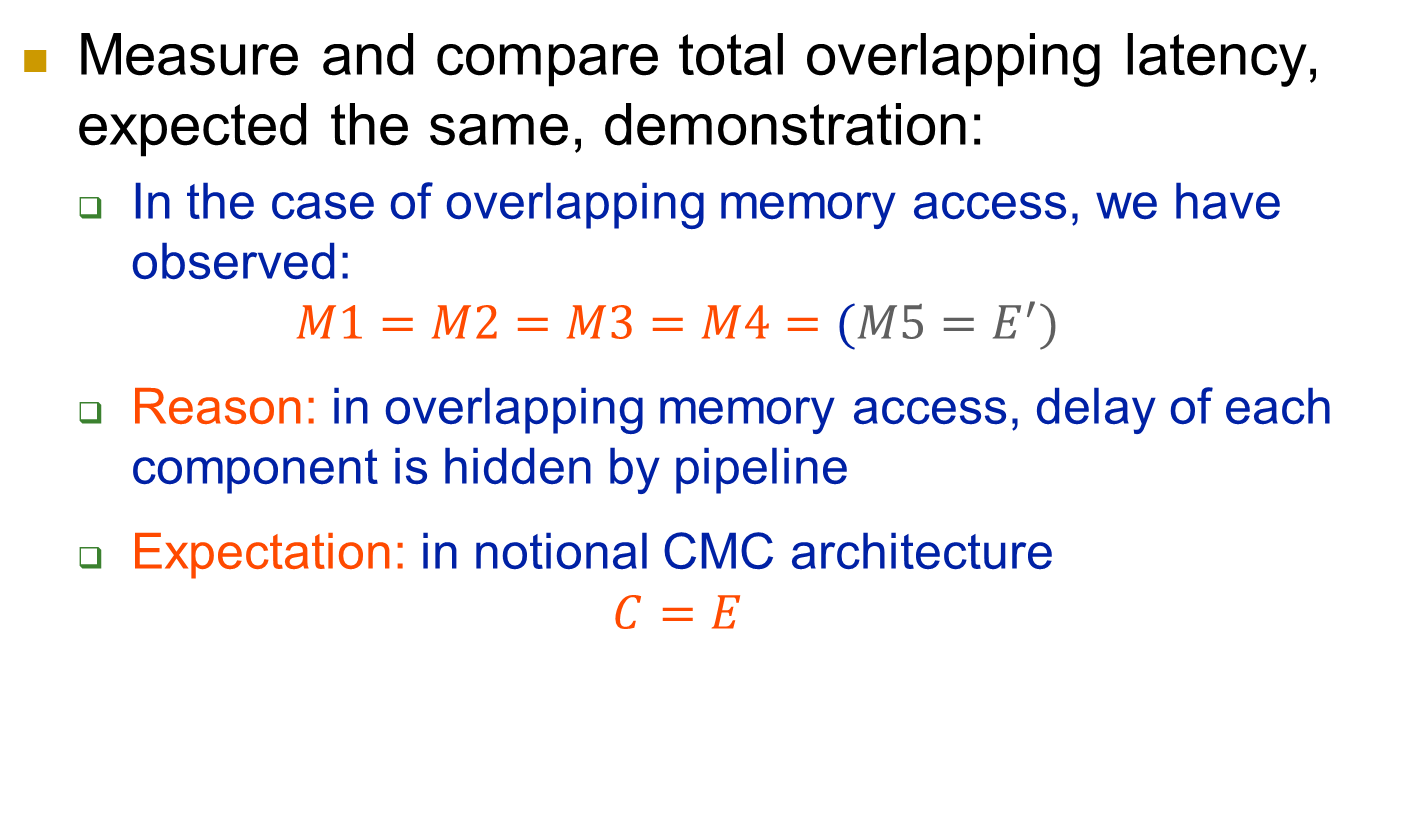 Measure and compare total overlapping latency,
expected the same, demonstration:
In the case of overlapping memory access, we have
observed:
M1 = M2 = M3 = M4 = (M5 = E′)
Reason: in overlapping memory access, delay of each
component is hidden by pipeline
Expectation: in notional CMC architecture
C = E